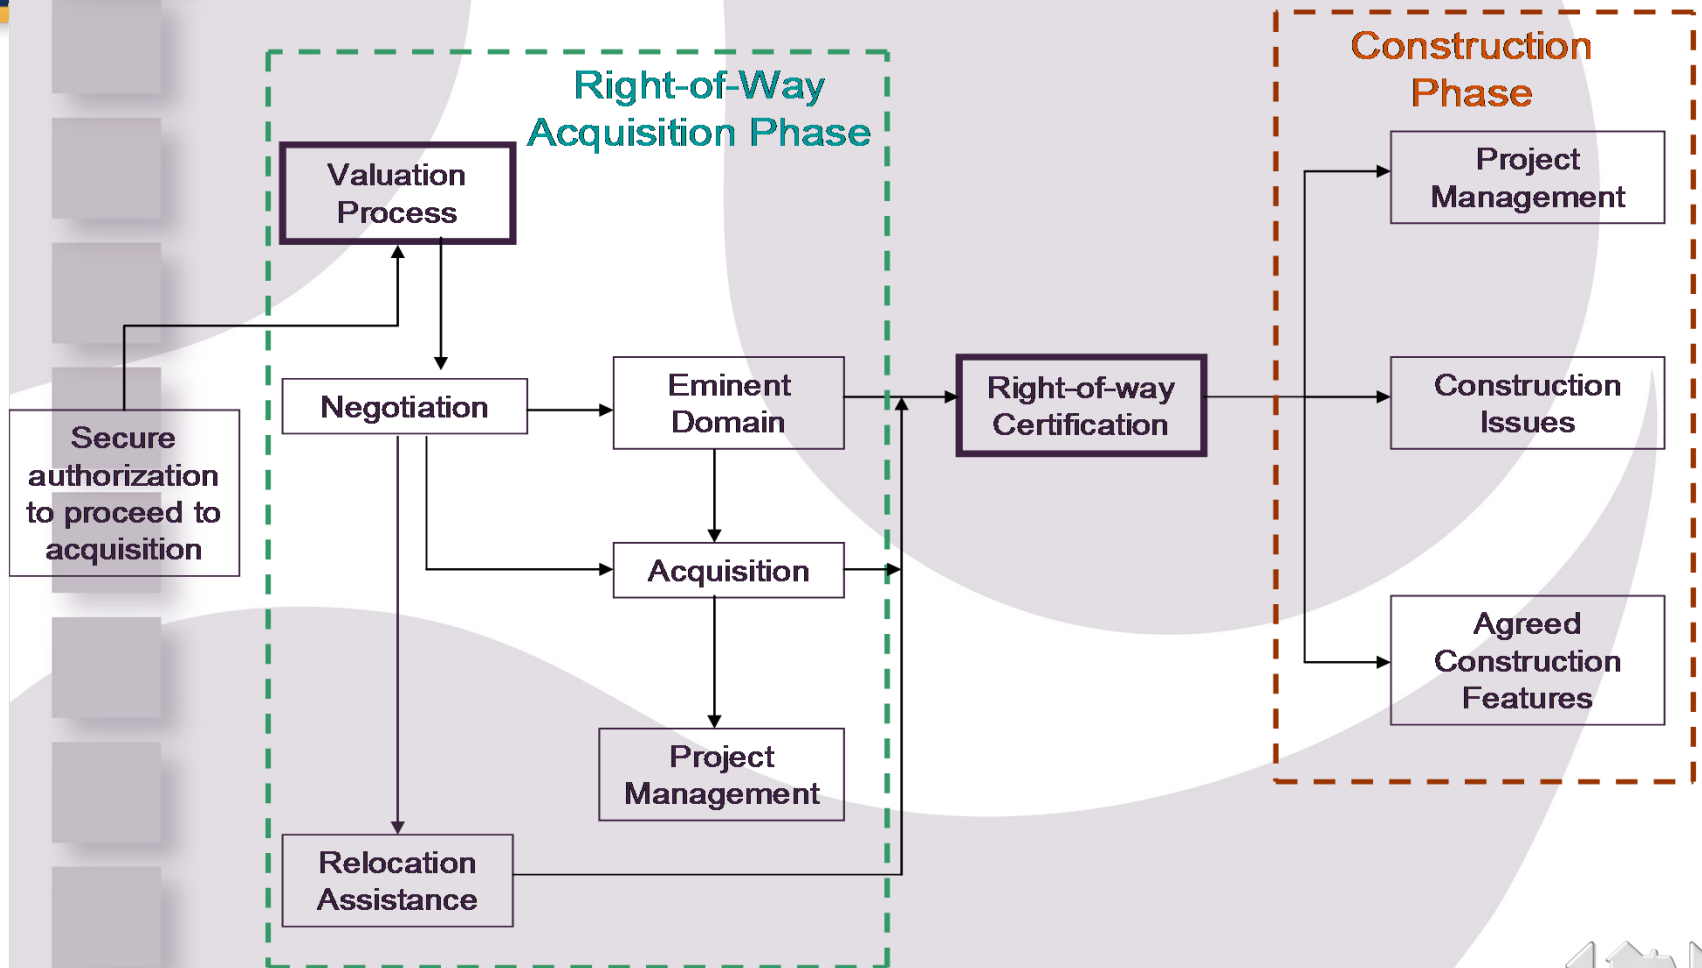 Right-of-Way
Acquisition Phase
Construction
Phase
Valuation
Process
Project
Management
Negotiation
Eminent
Domain
Right-of-way
Certification
Construction
Issues
Secure
authorization
to proceed to
acquisition
Acquisition
Agreed
Construction
Features
Project
Management
Relocation
Assistance